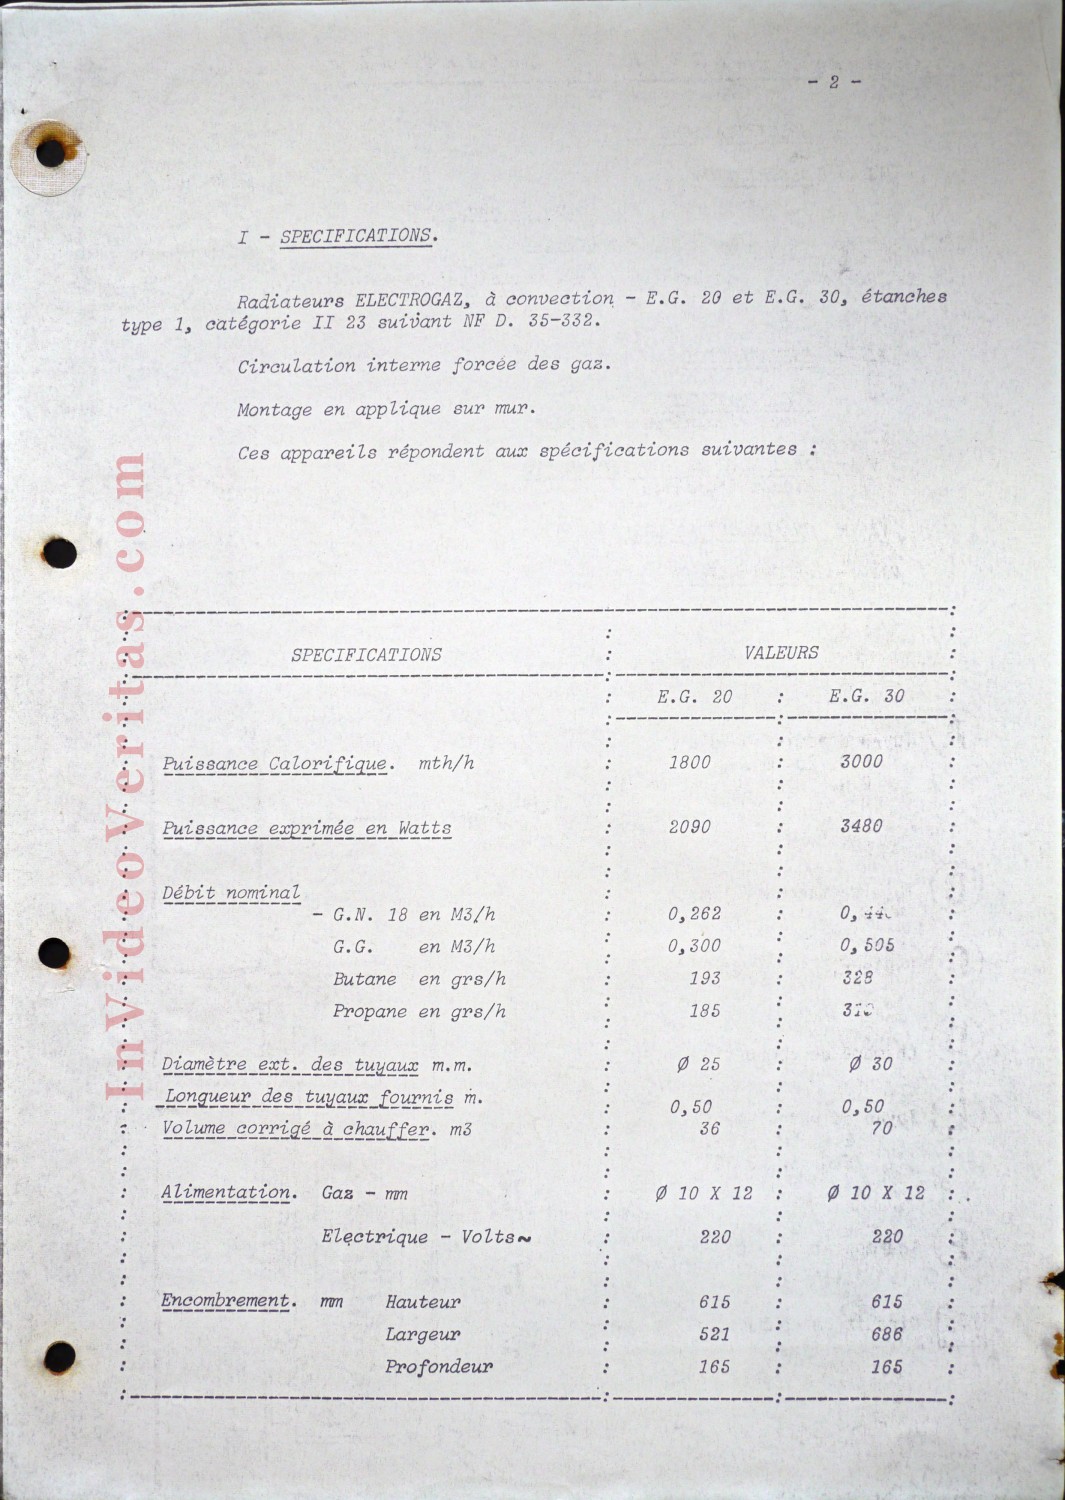 - 2 -
I - SPECIFICATIONS.
Radiateurs ELECTROGAZ, à convection - E.G. 20 et E.G. 30, étanches
type 1, catégorie II 23 suivant NF D. 35-332.
Circulation interne forcée des gaz.
Montage en applique sur mur.
Ces appareils répondent aux spécifications suivantes :
SPECIFICATIONS VALEURS
E.G. 20 E.G. 30
Puissance Calorifique. mth/h 1800 3000
Puissance exprimée en Watts 2090 3480
Débit nominal
- G.N. 18 en M3/h 0,262
G.G. en M3/h 0,300 0,505
Butane en grs/h 193 328
Propane en grs/h 185
Diamètre ext. des tuyaux m.m. Ø 25 Ø 30
Longueur des tuyaux fournis m. 0,50 0,50
Volume corrigé à chauffer. m3 36 70
Alimentation. Gaz - mm Ø 10 X 12 Ø 10 X 12
Electrique - Volts~ 220 220
Encombrement. mm Hauteur 615 615
Largeur 521 686
Profondeur 165 165
InVideoVeritas.com